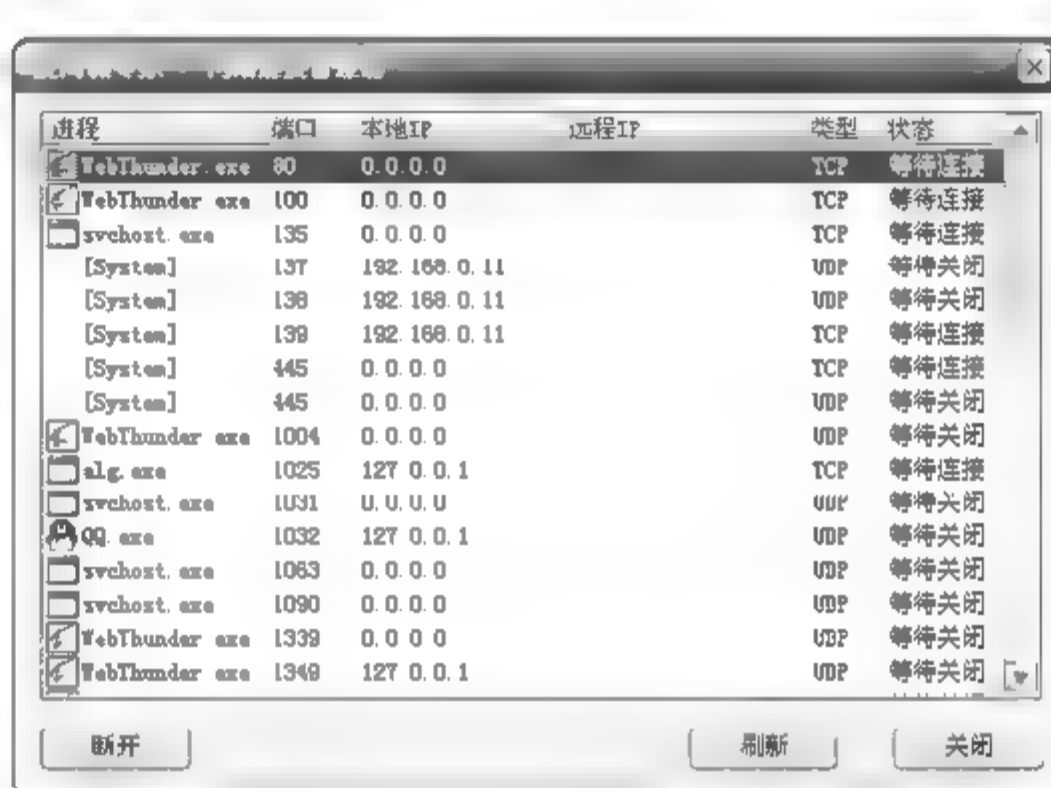 进程 端口 本地IP 远程IP 类型 状态
WebThunder.exe 80 0.0.0.0 TCP 等待连接
WebThunder.exe 100 0.0.0.0 TCP 等待连接
svchost.exe 135 0.0.0.0 TCP 等待连接
[System] 137 192.168.0.11 UDP 等待关闭
[System] 138 192.168.0.11 UDP 等待关闭
[System] 139 192.168.0.11 TCP 等待连接
[System] 445 0.0.0.0 TCP 等待连接
[System] 445 0.0.0.0 UDP 等待关闭
WebThunder.exe 1004 0.0.0.0 UDP 等待关闭
alg.exe 1025 127.0.0.1 TCP 等待连接
svchost.exe 1031 0.0.0.0 UDP 等待关闭
QQ.exe 1032 127.0.0.1 UDP 等待关闭
svchost.exe 1063 0.0.0.0 UDP 等待关闭
svchost.exe 1090 0.0.0.0 UDP 等待关闭
WebThunder.exe 1339 0.0.0.0 UDP 等待关闭
WebThunder.exe 1349 127.0.0.1 UDP 等待关闭
断开 刷新 关闭